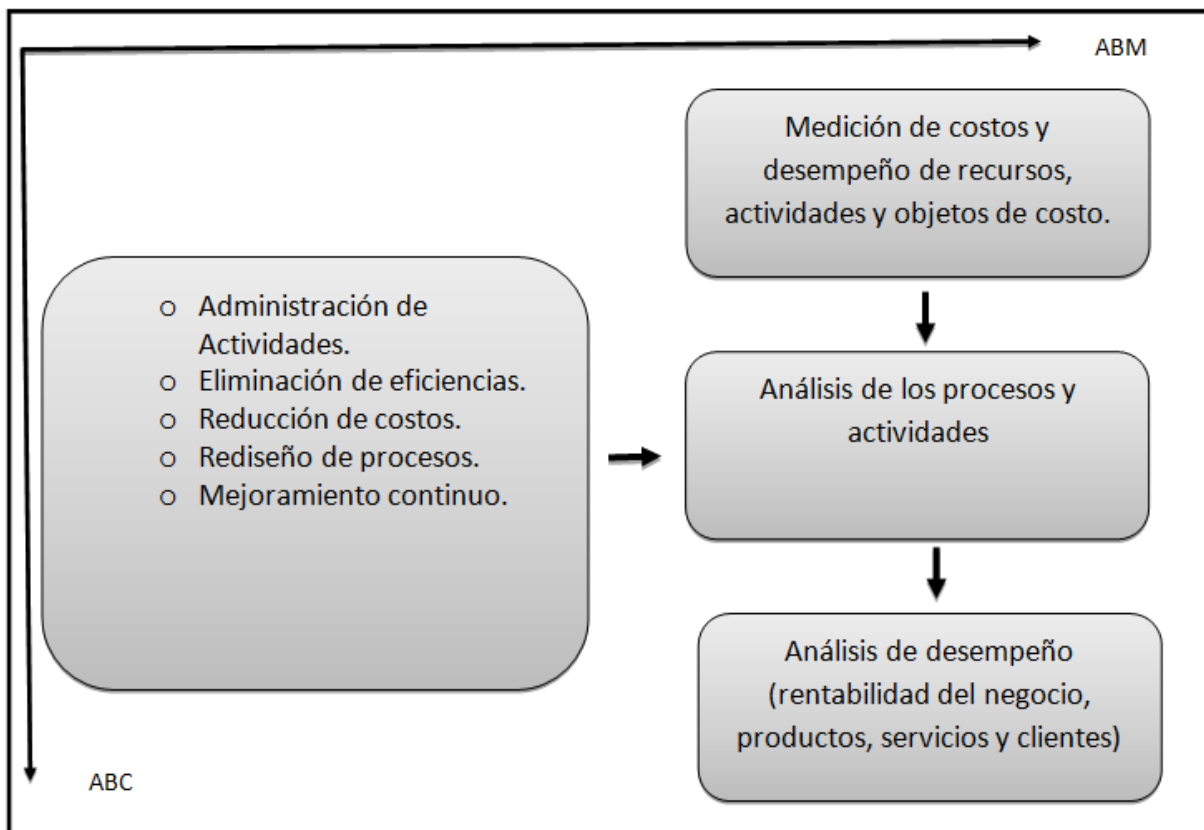 ABM
Medición de costos y
desempeño de recursos,
actividades y objetos de costo.
o Administración de
Actividades.
o Eliminación de eficiencias.
o Reducción de costos.
o Rediseño de procesos.
o Mejoramiento continuo.
Análisis de los procesos y
actividades
Análisis de desempeño
(rentabilidad del negocio,
productos, servicios y clientes)
ABC